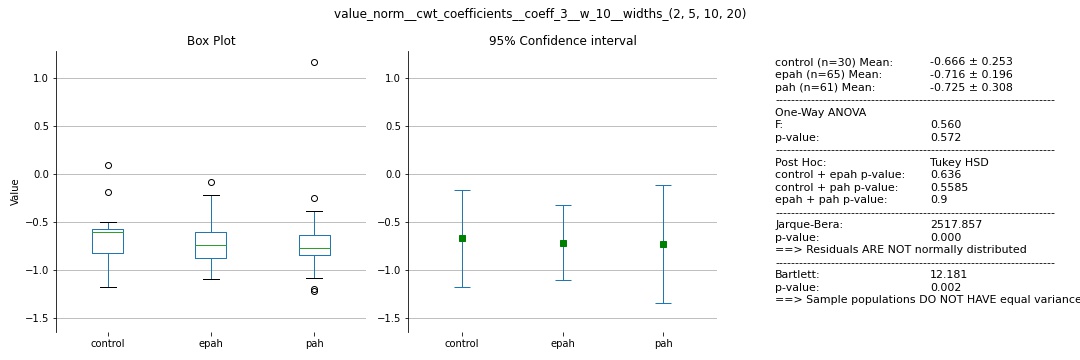 value_norm__cwt_coefficients__coeff_3__w_10__widths_(2, 5, 10, 20)
Box Plot
Value
1.0
0.5
0.0
−0.5
−1.0
−1.5
control
epah
pah
95% Confidence interval
1.0
0.5
0.0
−0.5
−1.0
−1.5
control
epah
pah
control (n=30) Mean: -0.666 ± 0.253
epah (n=65) Mean: -0.716 ± 0.196
pah (n=61) Mean: -0.725 ± 0.308
One-Way ANOVA
F: 0.560
p-value: 0.572
Post Hoc: Tukey HSD
control + epah p-value: 0.636
control + pah p-value: 0.5585
epah + pah p-value: 0.9
Jarque-Bera: 2517.857
p-value: 0.000
==> Residuals ARE NOT normally distributed
Bartlett: 12.181
p-value: 0.002
==> Sample populations DO NOT HAVE equal variance